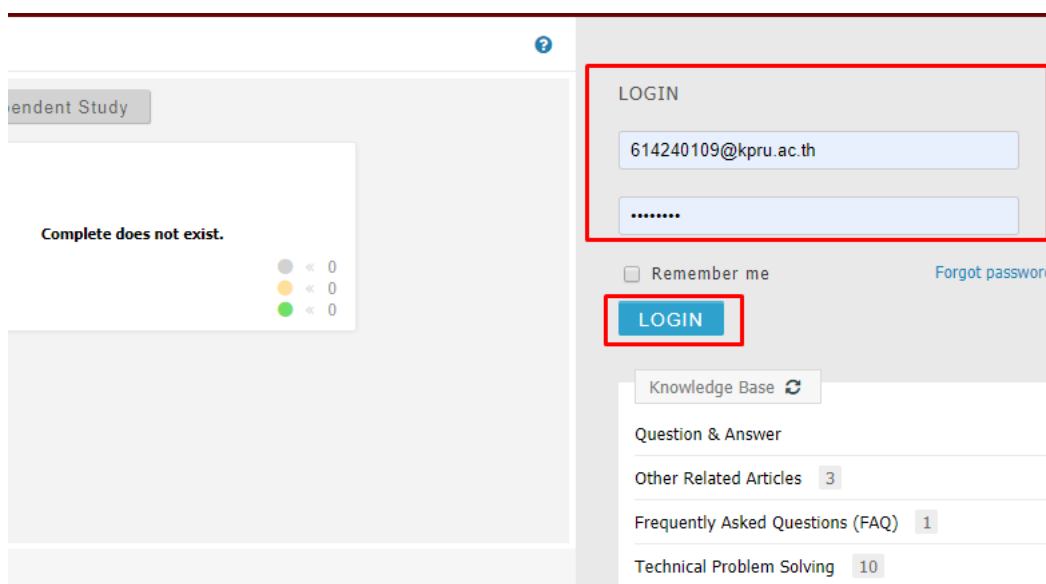 endent Study
Complete does not exist.
« 0
« 0
« 0
LOGIN
614240109@kpru.ac.th
••••••••
Remember me
Forgot passwor
LOGIN
Knowledge Base
Question & Answer
Other Related Articles 3
Frequently Asked Questions (FAQ) 1
Technical Problem Solving 10